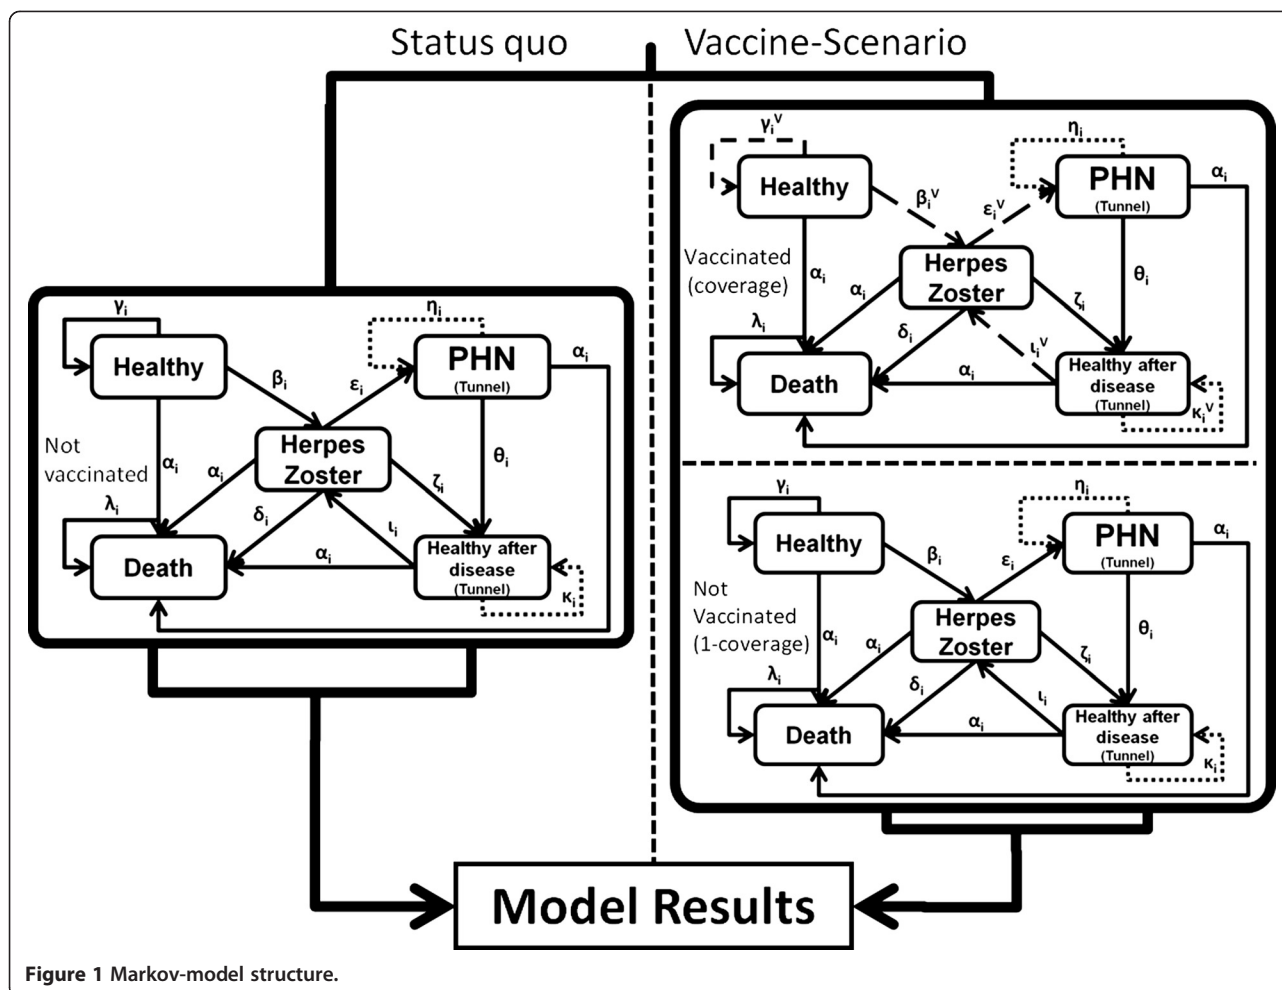 Status quo
Vaccine-Scenario
γᵢ
Healthy
ηᵢ
PHN
(Tunnel)
αᵢ
βᵢ
εᵢ
Not
vaccinated
αᵢ
αᵢ
Herpes
Zoster
θᵢ
ζᵢ
λᵢ
δᵢ
ιᵢ
Death
αᵢ
Healthy after
disease
(Tunnel)
κᵢ
γᵢⱽ
Healthy
ηᵢ
PHN
(Tunnel)
αᵢ
βᵢⱽ
εᵢⱽ
Vaccinated
(coverage)
αᵢ
αᵢ
Herpes
Zoster
θᵢ
ζᵢ
λᵢ
δᵢ
ιᵢⱽ
Death
αᵢ
Healthy after
disease
(Tunnel)
κᵢⱽ
γᵢ
Healthy
ηᵢ
PHN
(Tunnel)
αᵢ
βᵢ
εᵢ
Not
Vaccinated
(1-coverage)
αᵢ
αᵢ
Herpes
Zoster
θᵢ
ζᵢ
λᵢ
δᵢ
ιᵢ
Death
αᵢ
Healthy after
disease
(Tunnel)
κᵢ
Model Results
Figure 1 Markov-model structure.